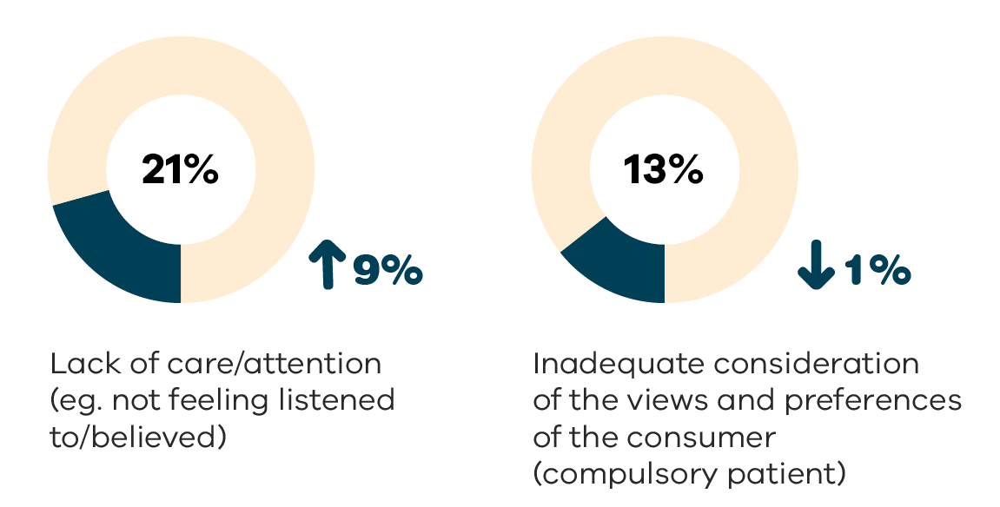 21%
↑9%
Lack of care/attention
(eg. not feeling listened
to/believed)
13%
↓1%
Inadequate consideration
of the views and preferences
of the consumer
(compulsory patient)